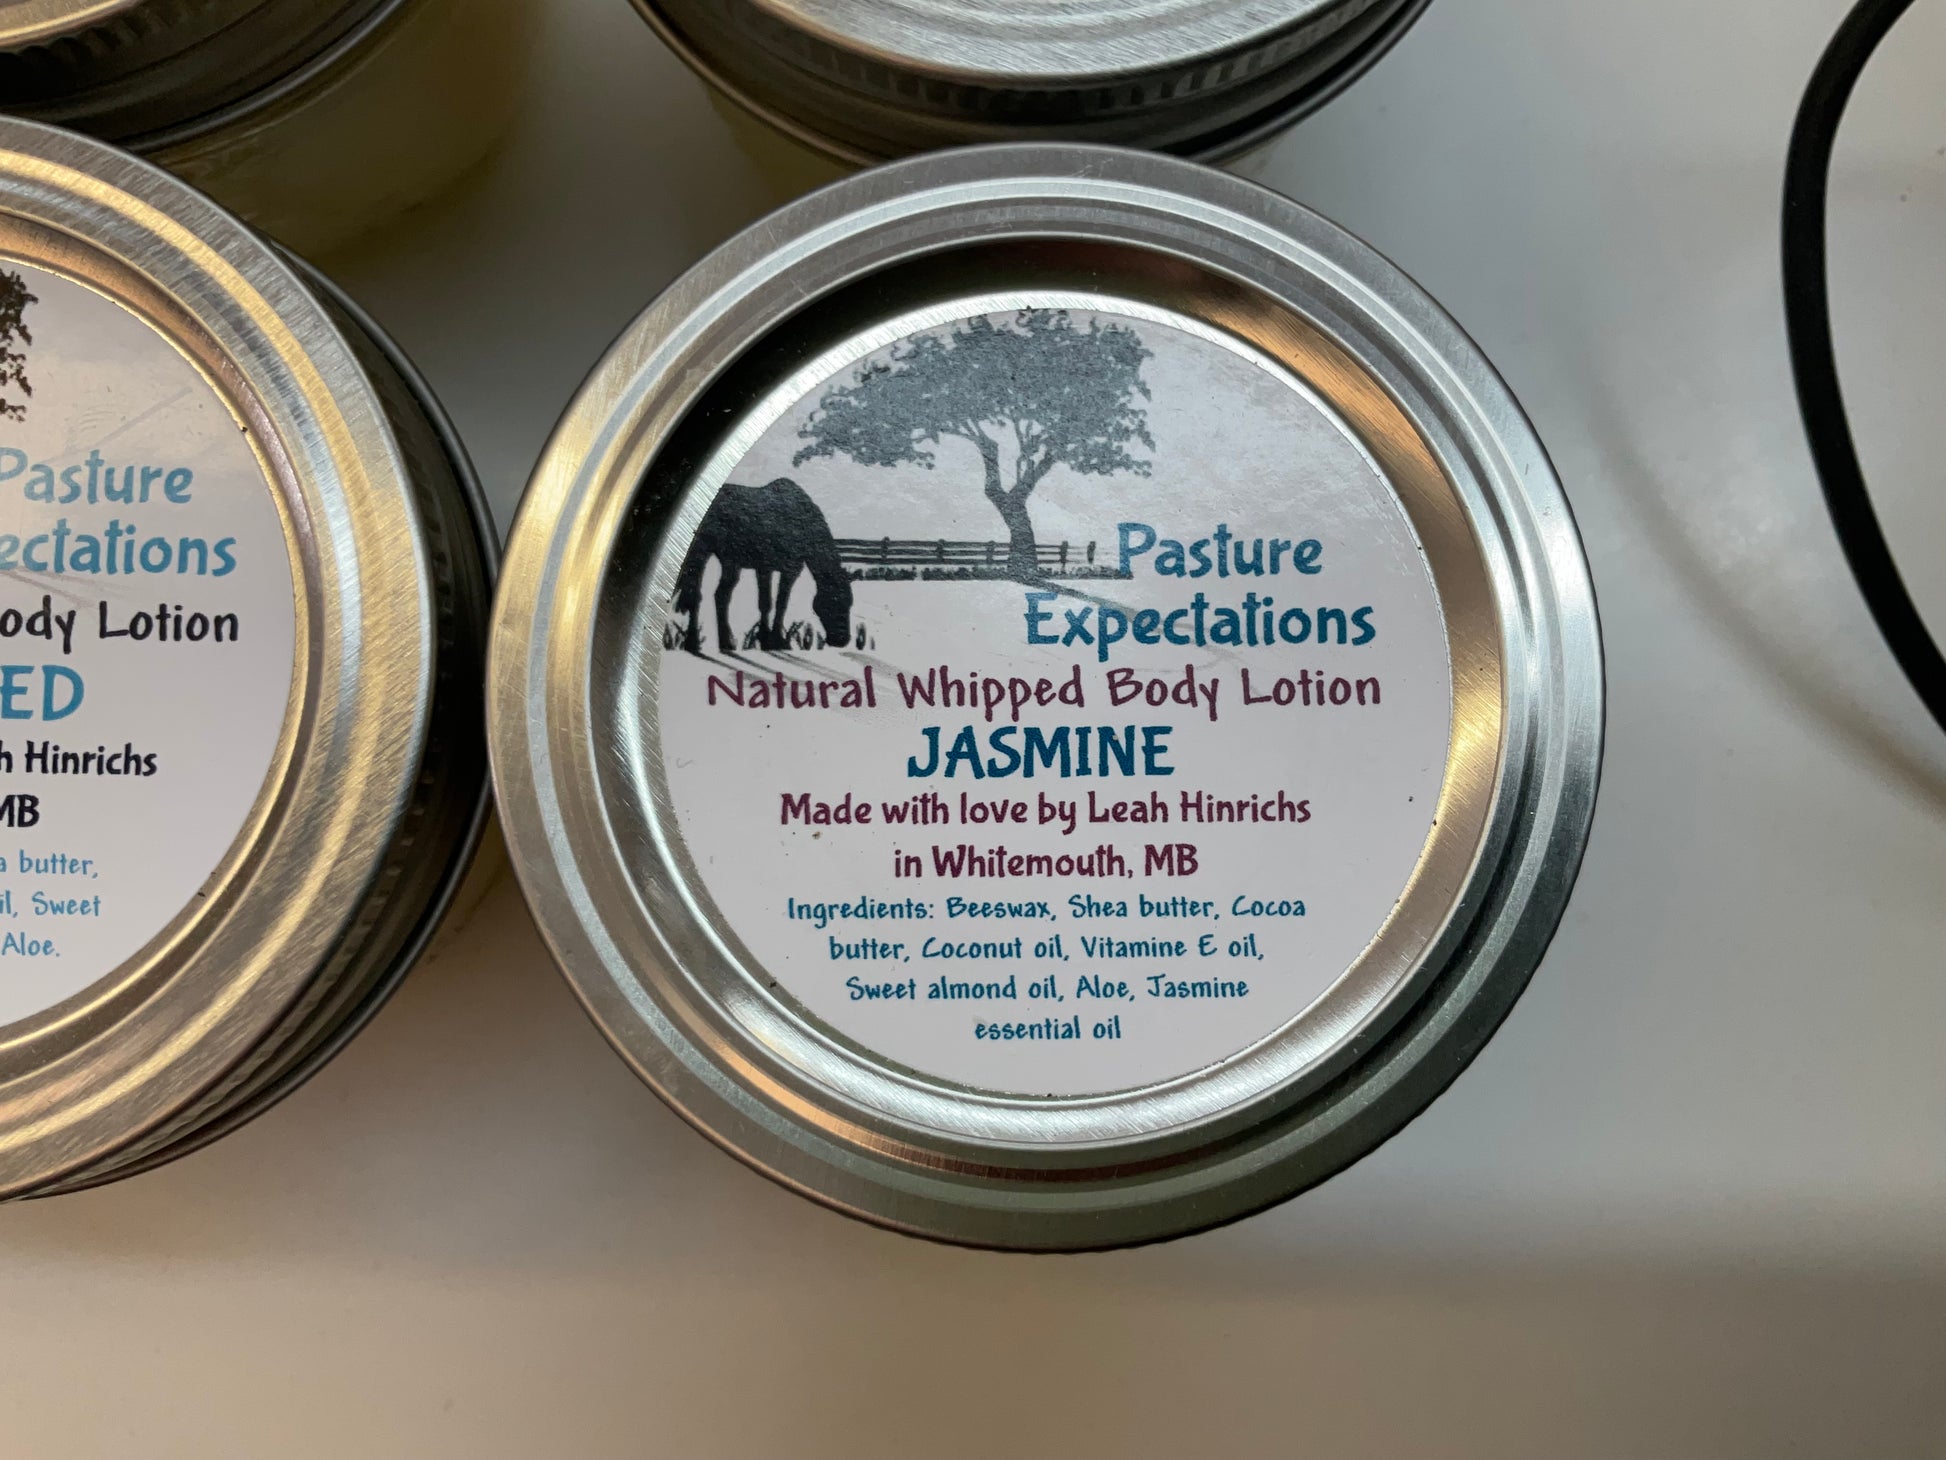 Pasture
ectations
ody Lotion
ED
h Hinrichs
MB
a butter,
il, Sweet
Aloe.
Pasture
Expectations
Natural Whipped Body Lotion
JASMINE
Made with love by Leah Hinrichs
in Whitemouth, MB
Ingredients: Beeswax, Shea butter, Cocoa
butter, Coconut oil, Vitamine E oil,
Sweet almond oil, Aloe, Jasmine
essential oil